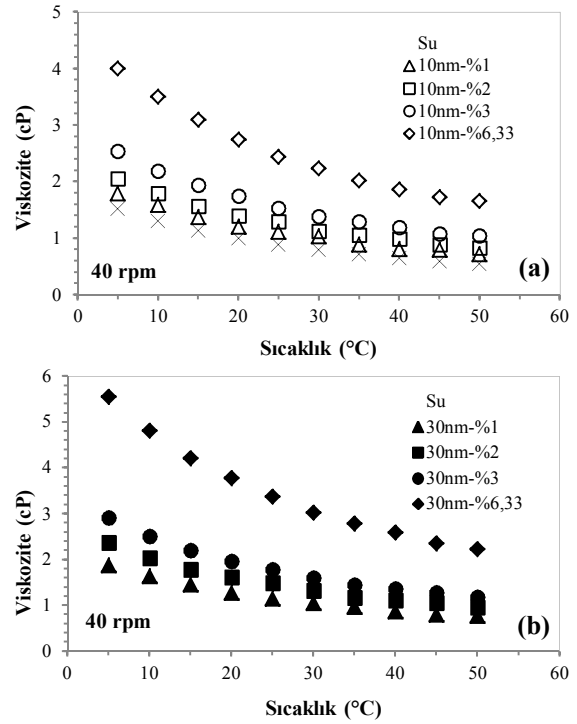 5
4
3
2
1
0
Viskozite (cP)
Su
10nm-%1
10nm-%2
10nm-%3
10nm-%6,33
40 rpm
(a)
0 10 20 30 40 50 60
Sıcaklık (°C)
6
5
4
3
2
1
0
Viskozite (cP)
Su
30nm-%1
30nm-%2
30nm-%3
30nm-%6,33
40 rpm
(b)
0 10 20 30 40 50 60
Sıcaklık (°C)